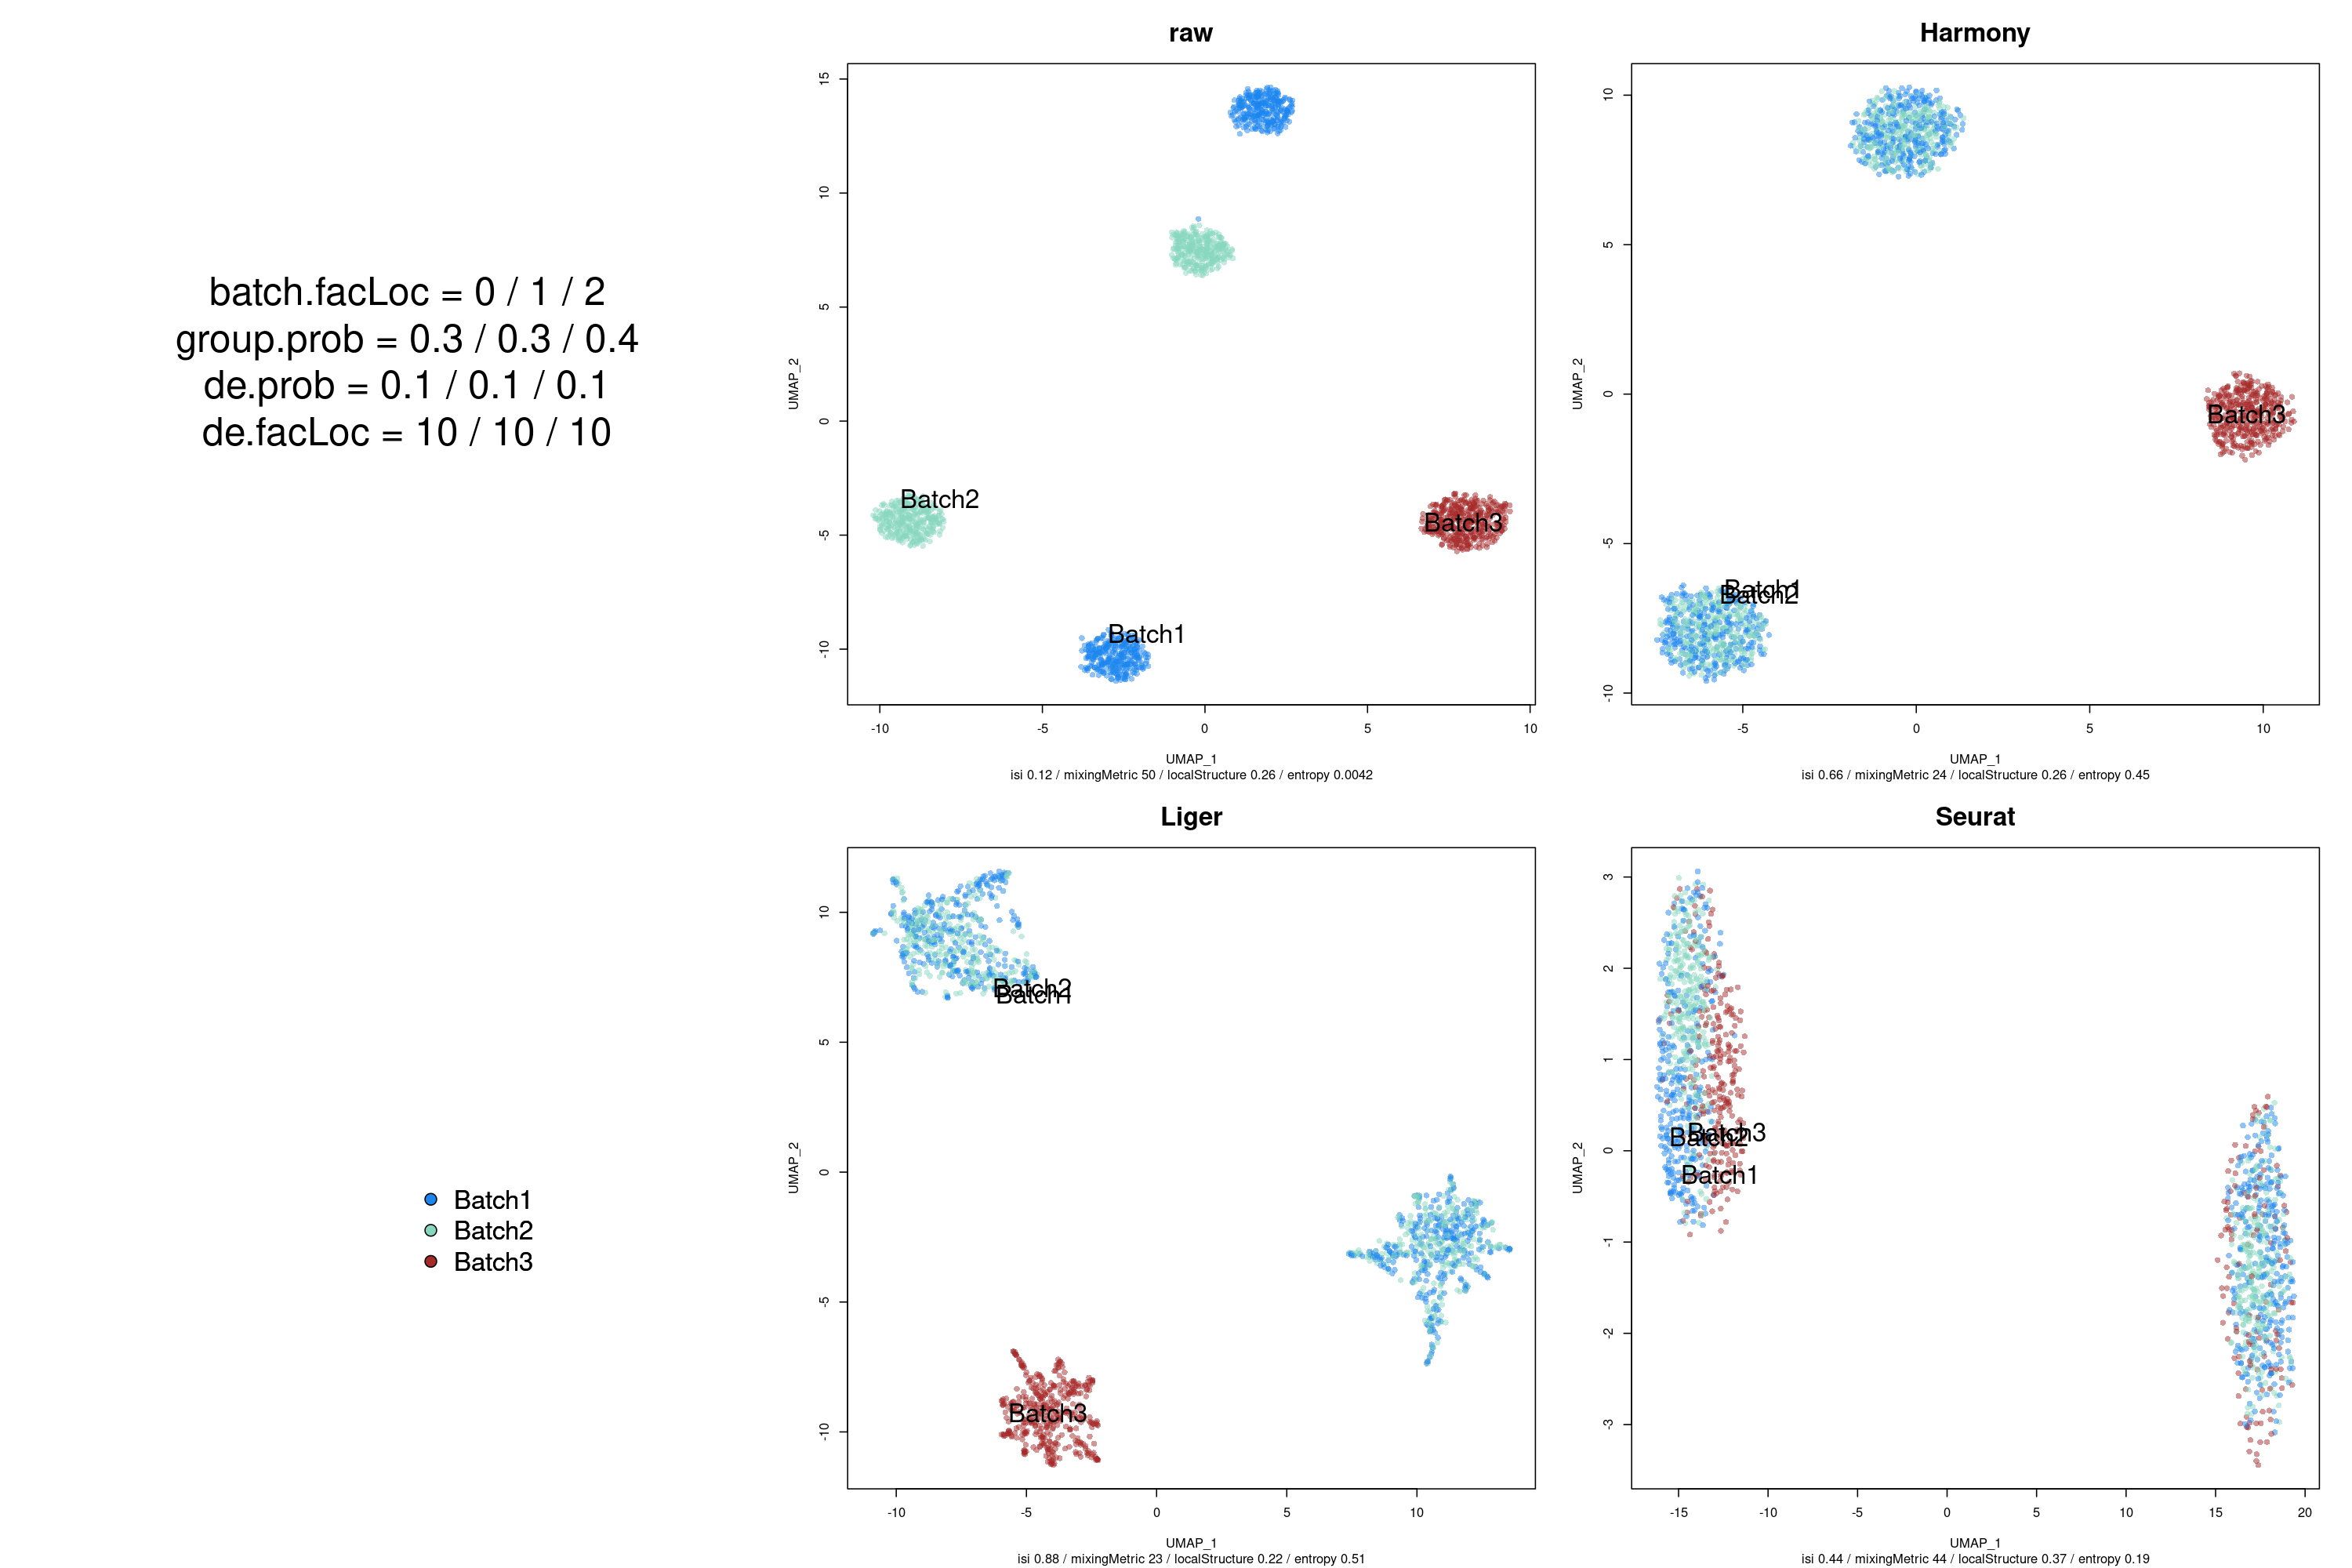 batch.facLoc = 0 / 1 / 2
group.prob = 0.3 / 0.3 / 0.4
de.prob = 0.1 / 0.1 / 0.1
de.facLoc = 10 / 10 / 10
raw
15
10
5
0
-5
-10
UMAP_2
Batch2
Batch3
Batch1
-10
-5
0
5
10
UMAP_1
isi 0.12 / mixingMetric 50 / localStructure 0.26 / entropy 0.0042
Harmony
10
5
0
-5
-10
UMAP_2
Batch3
Batch1
Batch2
-5
0
5
10
UMAP_1
isi 0.66 / mixingMetric 24 / localStructure 0.26 / entropy 0.45
Batch1
Batch2
Batch3
Liger
10
5
0
-5
-10
UMAP_2
Batch2
Batch1
Batch3
-10
-5
0
5
10
UMAP_1
isi 0.88 / mixingMetric 23 / localStructure 0.22 / entropy 0.51
Seurat
3
2
1
0
-1
-2
-3
UMAP_2
Batch3
Batch2
Batch1
-15
-10
-5
0
5
10
15
20
UMAP_1
isi 0.44 / mixingMetric 44 / localStructure 0.37 / entropy 0.19